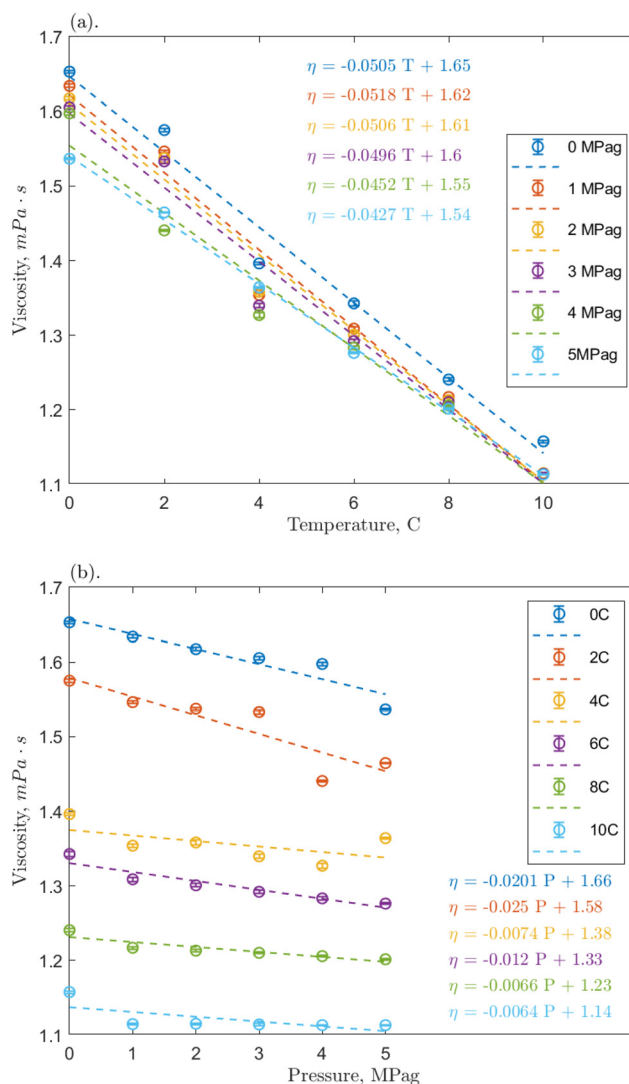 (a).
1.7
1.6
1.5
1.4
1.3
1.2
1.1
Viscosity, mPa · s
η = -0.0505 T + 1.65
η = -0.0518 T + 1.62
η = -0.0506 T + 1.61
η = -0.0496 T + 1.6
η = -0.0452 T + 1.55
η = -0.0427 T + 1.54
0 MPag
1 MPag
2 MPag
3 MPag
4 MPag
5MPag
0 2 4 6 8 10
Temperature, C
(b).
1.7
1.6
1.5
1.4
1.3
1.2
1.1
Viscosity, mPa · s
0C
2C
4C
6C
8C
10C
η = -0.0201 P + 1.66
η = -0.025 P + 1.58
η = -0.0074 P + 1.38
η = -0.012 P + 1.33
η = -0.0066 P + 1.23
η = -0.0064 P + 1.14
0 1 2 3 4 5
Pressure, MPag